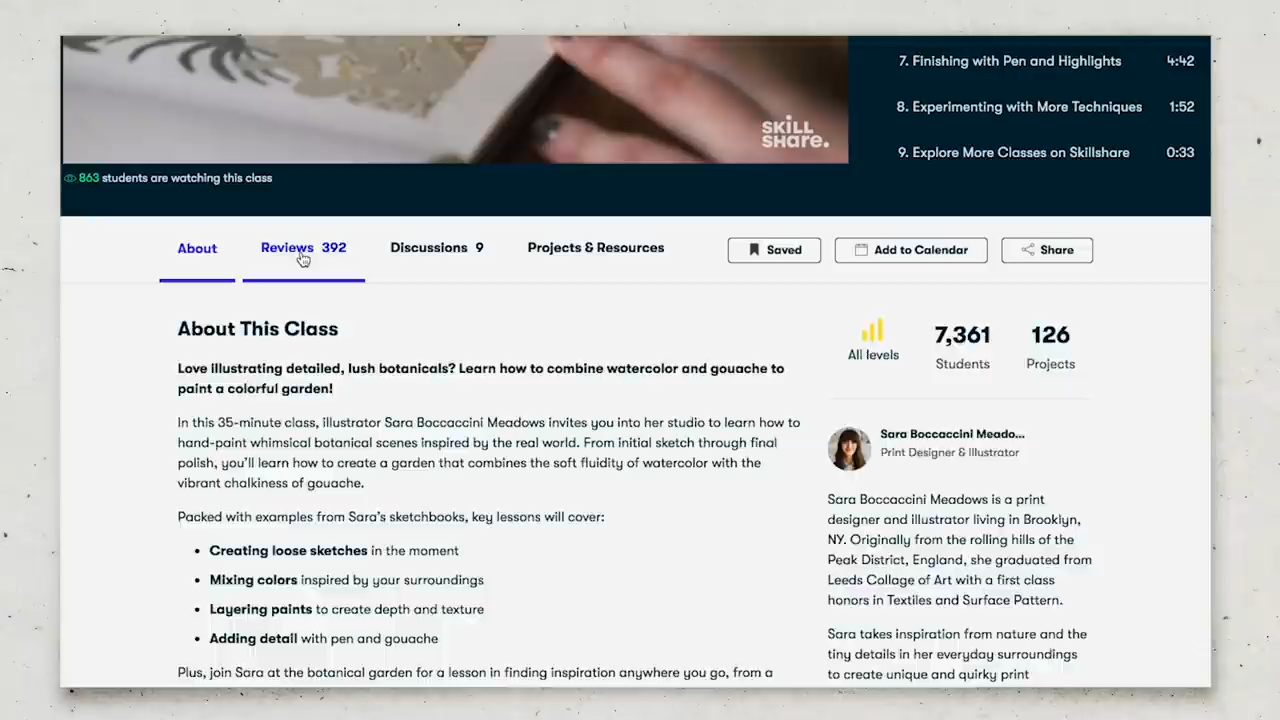 7. Finishing with Pen and Highlights 4:42
8. Experimenting with More Techniques 1:52
9. Explore More Classes on Skillshare 0:33
SKiLL
SHare.
863 students are watching this class
About Reviews 392 Discussions 9 Projects & Resources Saved Add to Calendar Share
About This Class
Love illustrating detailed, lush botanicals? Learn how to combine watercolor and gouache to
paint a colorful garden!
In this 35-minute class, illustrator Sara Boccaccini Meadows invites you into her studio to learn how to
hand-paint whimsical botanical scenes inspired by the real world. From initial sketch through final
polish, you'll learn how to create a garden that combines the soft fluidity of watercolor with the
vibrant chalkiness of gouache.
Packed with examples from Sara's sketchbooks, key lessons will cover:
• Creating loose sketches in the moment
• Mixing colors inspired by your surroundings
• Layering paints to create depth and texture
• Adding detail with pen and gouache
Plus, join Sara at the botanical garden for a lesson in finding inspiration anywhere you go, from a
All levels
7,361
Students
126
Projects
Sara Boccaccini Meado...
Print Designer & Illustrator
Sara Boccaccini Meadows is a print
designer and illustrator living in Brooklyn,
NY. Originally from the rolling hills of the
Peak District, England, she graduated from
Leeds Collage of Art with a first class
honors in Textiles and Surface Pattern.
Sara takes inspiration from nature and the
tiny details in her everyday surroundings
to create unique and quirky print